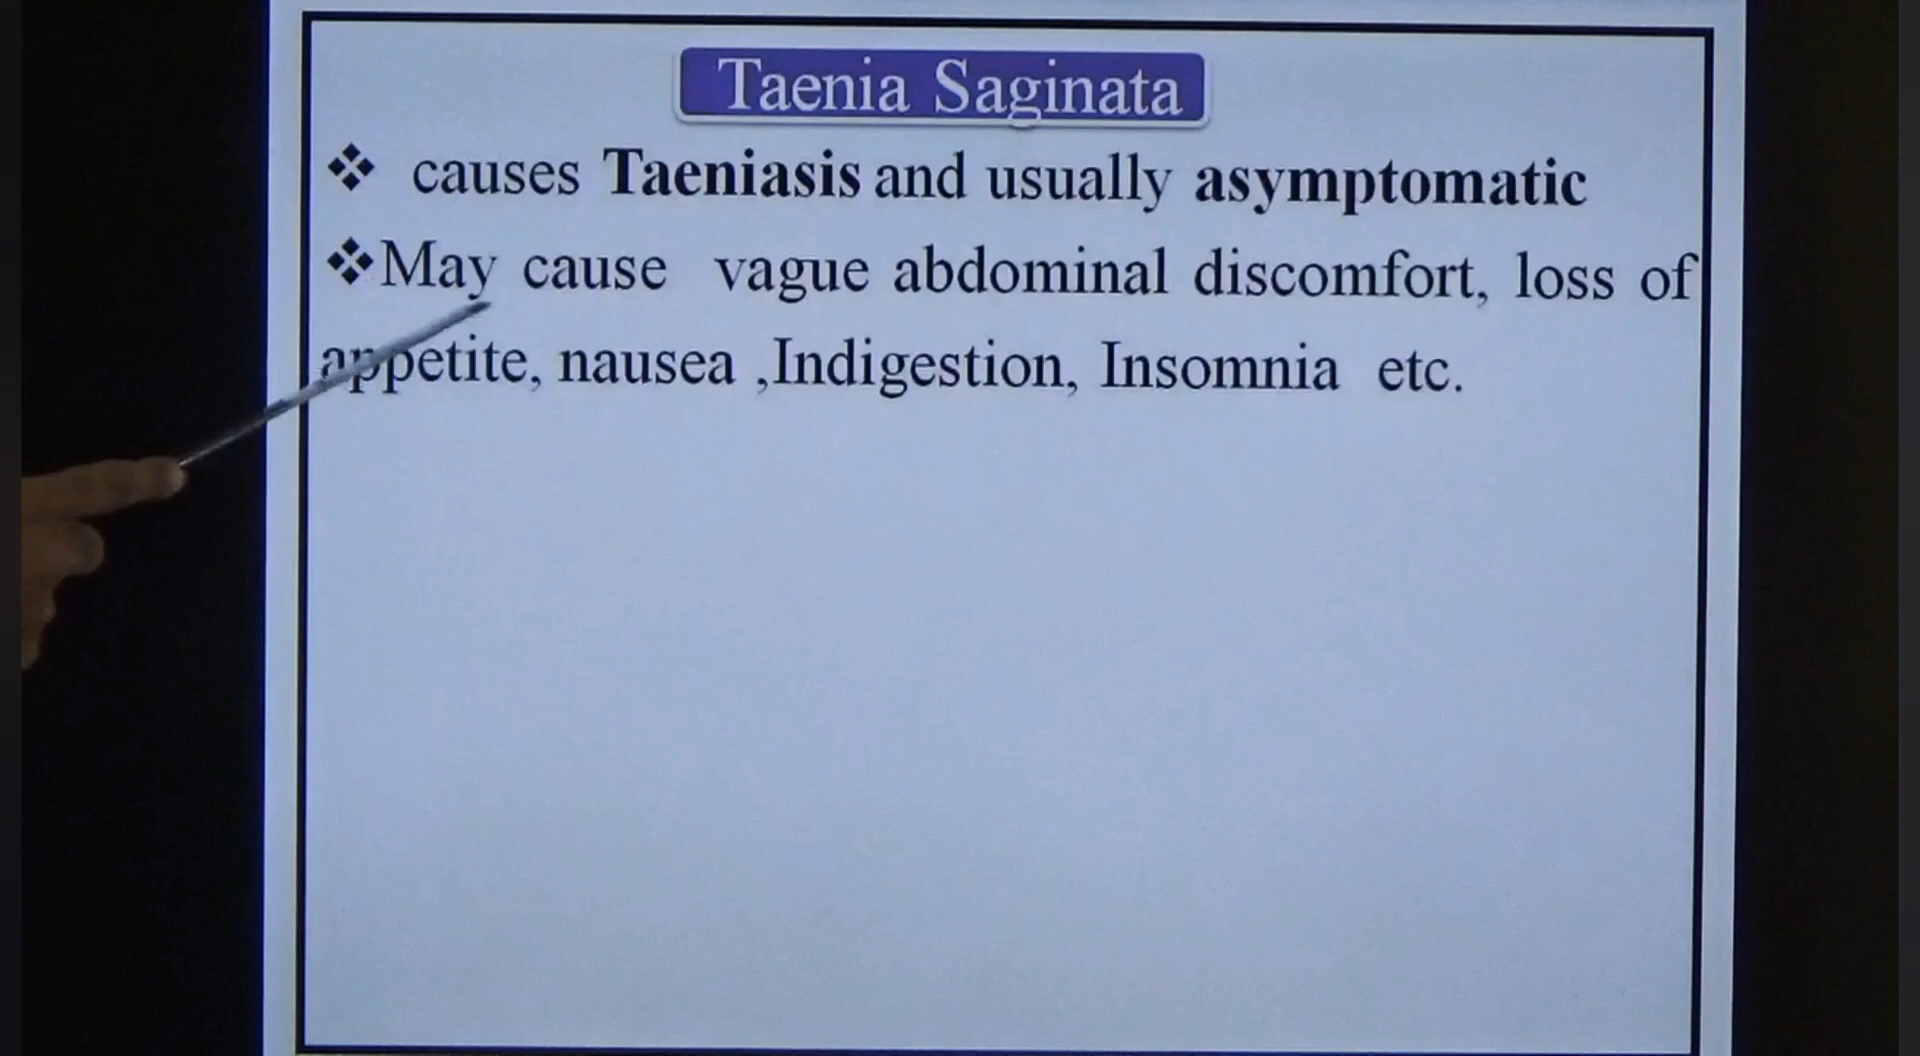 Taenia Saginata
❖ causes Taeniasis and usually asymptomatic
❖May cause vague abdominal discomfort, loss of
appetite, nausea ,Indigestion, Insomnia etc.